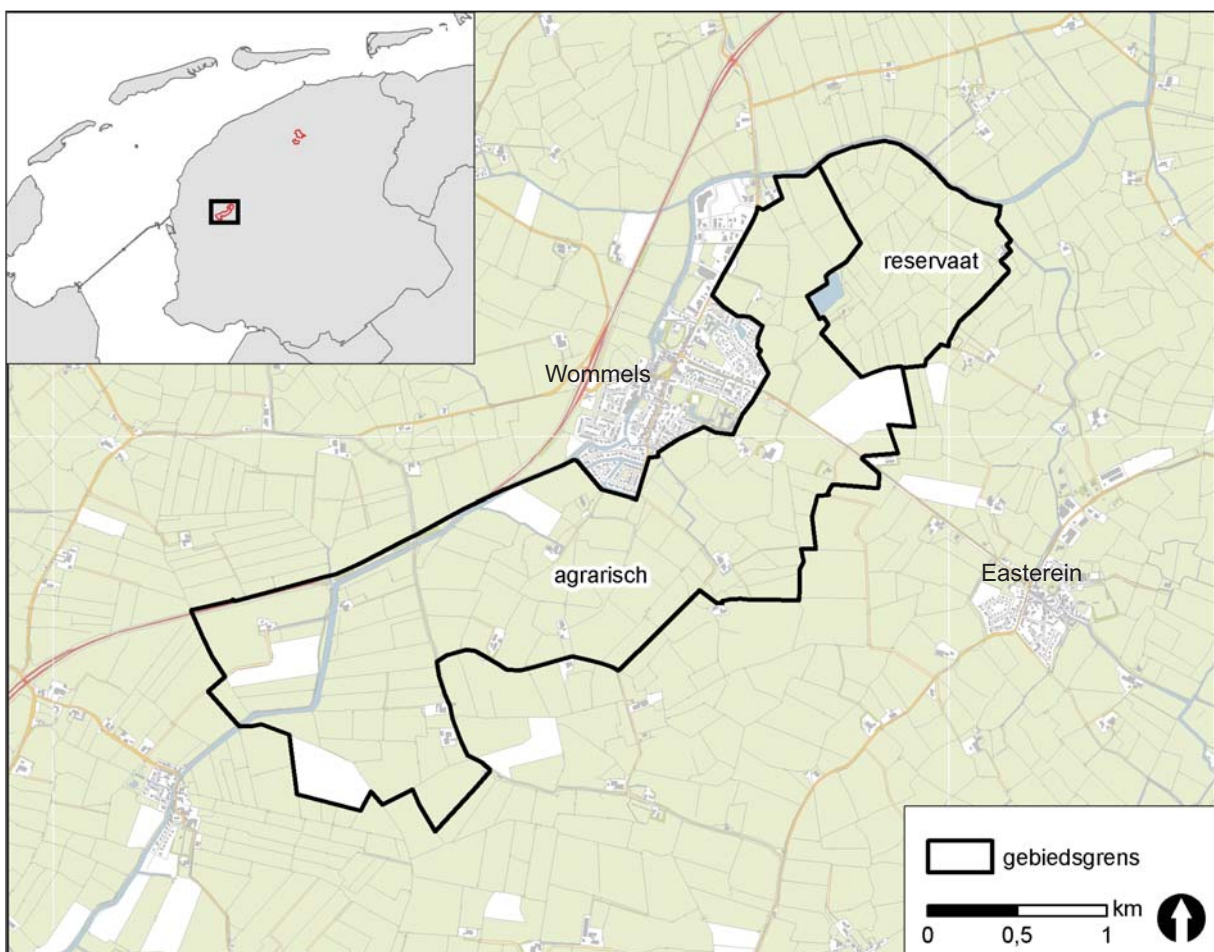 reservaat
Wommels
agrarisch
Easterein
gebiedsgrens
km
0 0,5 1